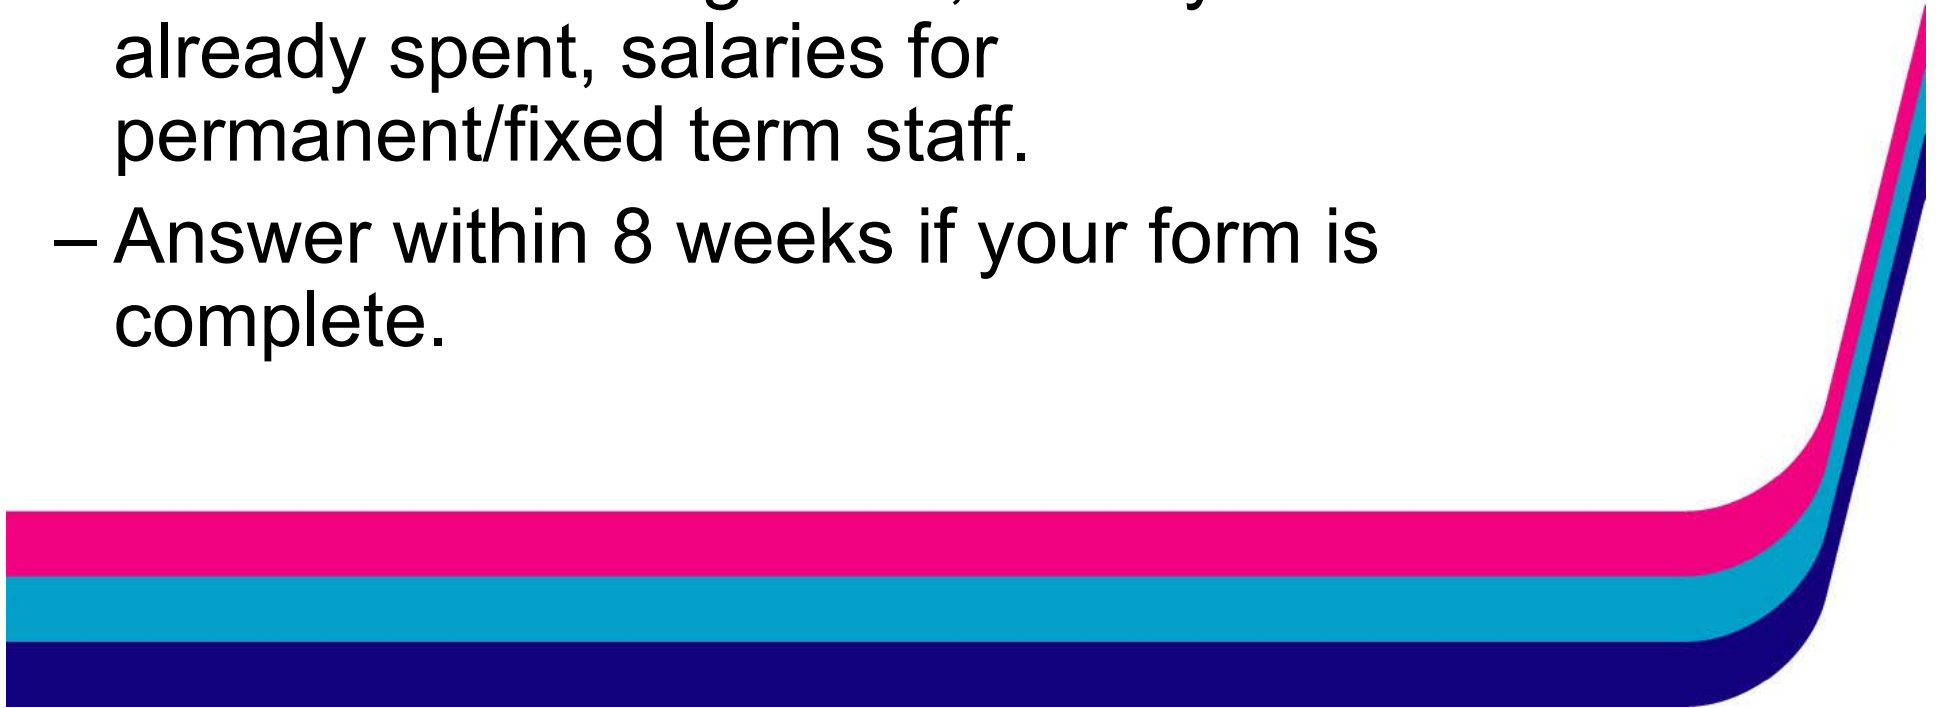 already spent, salaries for
permanent/fixed term staff.
– Answer within 8 weeks if your form is
complete.